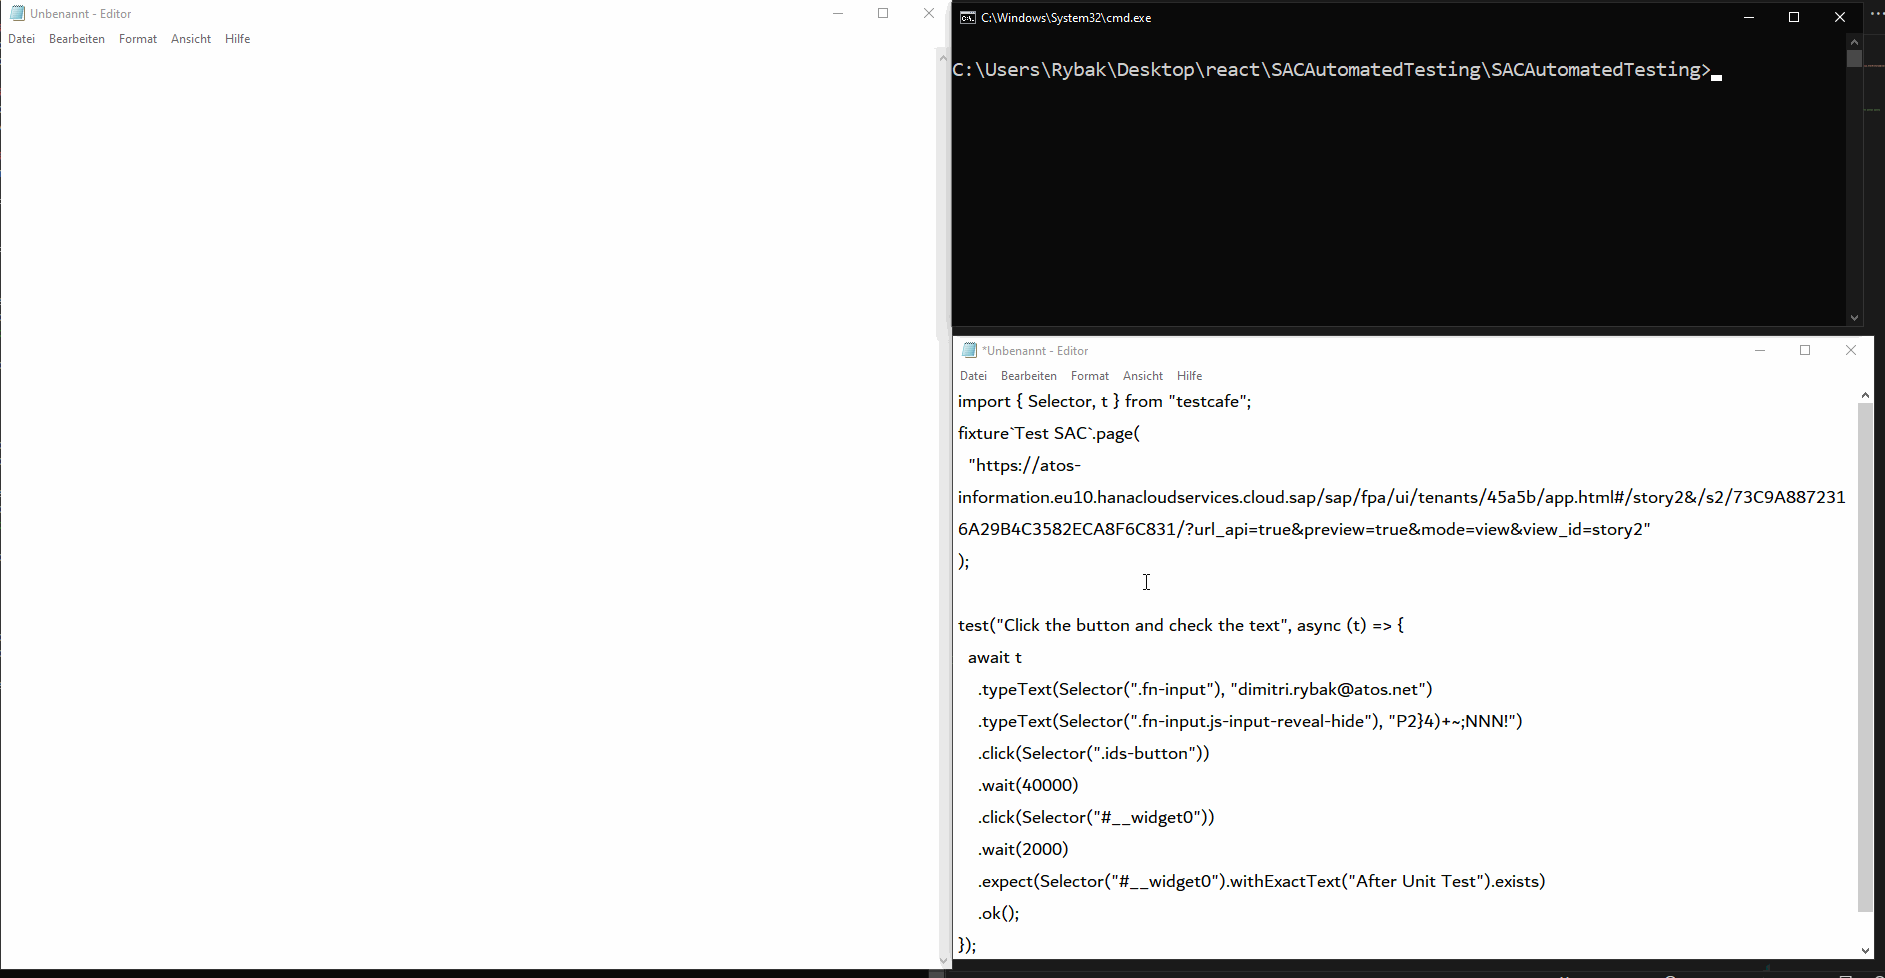 Unbenannt - Editor
Datei Bearbeiten Format Ansicht Hilfe
C:\Windows\System32\cmd.exe
C:\Users\Rybak\Desktop\react\SACAutomatedTesting\SACAutomatedTesting>
*Unbenannt - Editor
Datei Bearbeiten Format Ansicht Hilfe
import { Selector, t } from "testcafe";
fixture`Test SAC`.page(
"https://atos-
information.eu10.hanacloudservices.cloud.sap/sap/fpa/ui/tenants/45a5b/app.html#/story2&/s2/73C9A887231
6A29B4C3582ECA8F6C831/?url_api=true&preview=true&mode=view&view_id=story2"
);
test("Click the button and check the text", async (t) => {
await t
.typeText(Selector(".fn-input"), "dimitri.rybak@atos.net")
.typeText(Selector(".fn-input.js-input-reveal-hide"), "P2}4)+~;NNN!")
.click(Selector(".ids-button"))
.wait(40000)
.click(Selector("#__widget0"))
.wait(2000)
.expect(Selector("#__widget0").withExactText("After Unit Test").exists)
.ok();
});